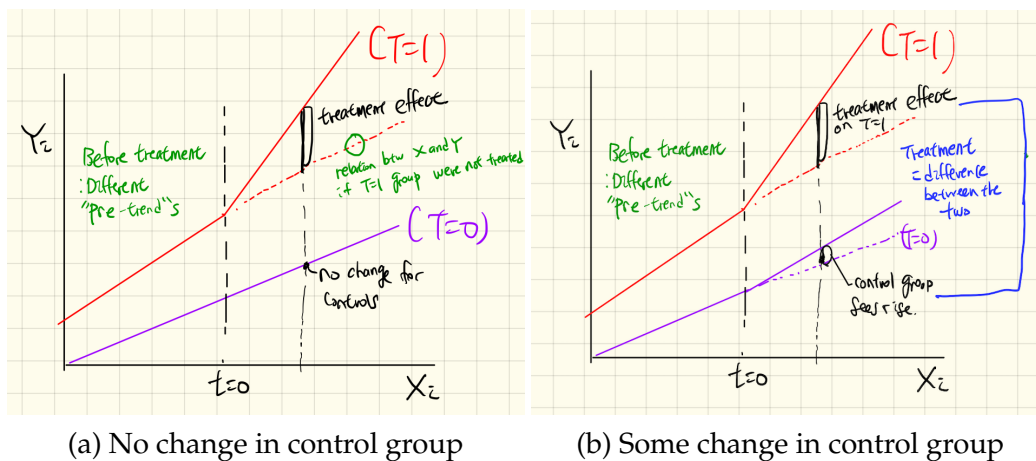 (T=1)
Yᵢ
treatment effect
Before treatment
: Different
"Pre-trend"s
relation btw X and Y
if T=1 group were not treated
(T=0)
no change for
controls
t=0
Xᵢ
(a) No change in control group
(T=1)
Yᵢ
treatment effect
on T=1
Before treatment
: Different
"Pre-trend"s
Treatment
= difference
between the
two
(T=0)
control group
sees rise.
t=0
Xᵢ
(b) Some change in control group